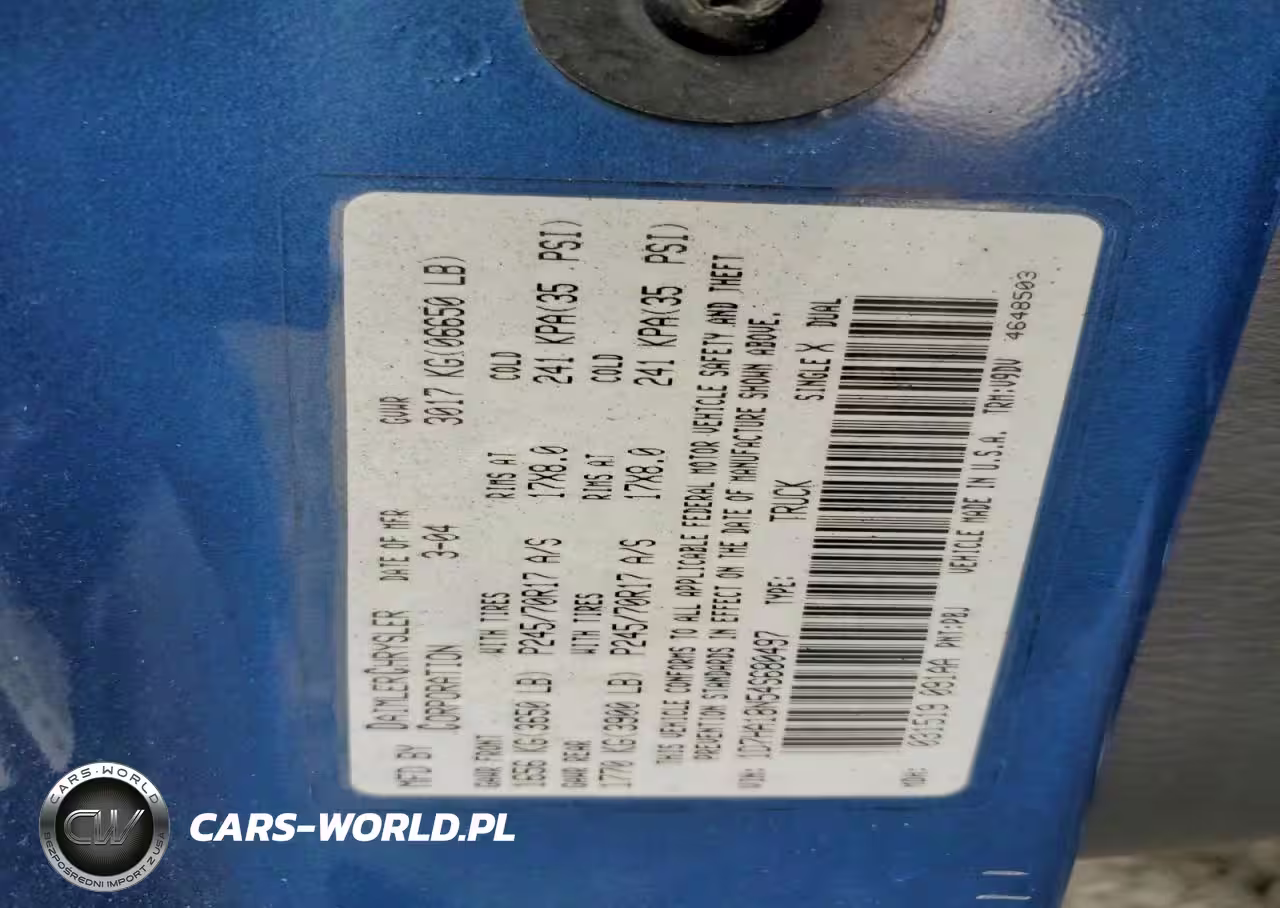 MFD BY DAIMLERCHRYSLER CORPORATION
DATE OF MFR 3-04
GVWR 3017 KG(06650 LB)
GAWR FRONT WITH TIRES RIMS AT COLD
1656 KG(3650 LB) P245/70R17 A/S 17X8.0 241 KPA(35 PSI)
GAWR REAR WITH TIRES RIMS AT COLD
1770 KG(3900 LB) P245/70R17 A/S 17X8.0 241 KPA(35 PSI)
THIS VEHICLE CONFORMS TO ALL APPLICABLE FEDERAL MOTOR VEHICLE SAFETY AND THEFT
PREVENTION STANDARDS IN EFFECT ON THE DATE OF MANUFACTURE SHOWN ABOVE.
VIN: 1D7HA18N54S680497 TYPE: TRUCK SINGLE X DUAL
MDH: 031519 091AA PNT:PBJ VEHICLE MADE IN U.S.A. TRM:V9DV 4648503
CARS-WORLD
CW
BEZPOŚREDNI IMPORT Z USA
CARS-WORLD.PL